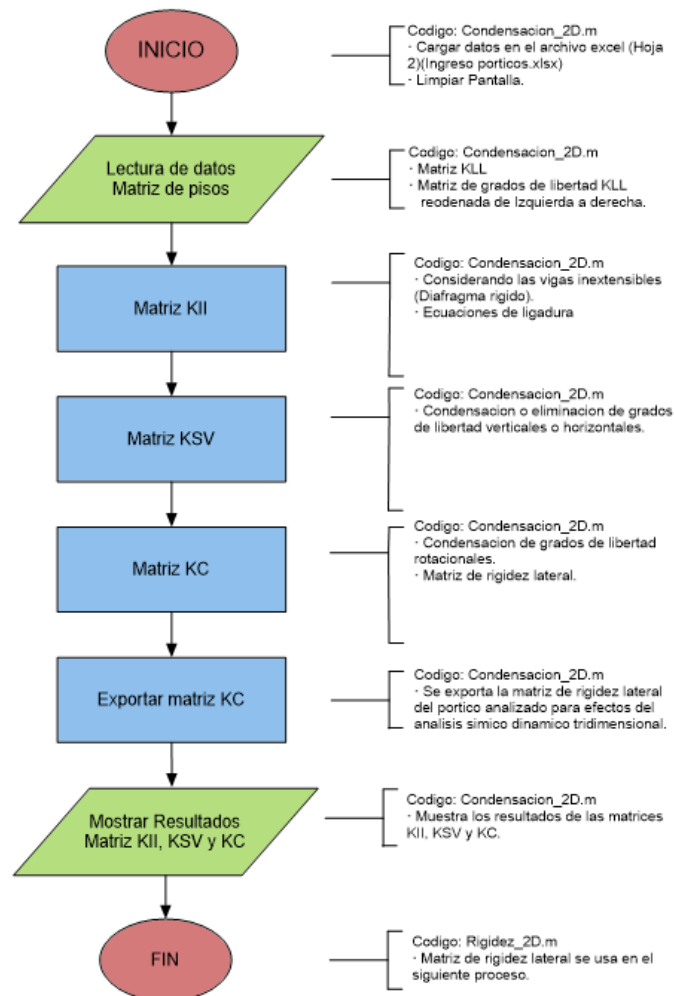 INICIO
Codigo: Condensacion_2D.m
· Cargar datos en el archivo excel (Hoja
2)(Ingreso porticos.xlsx)
· Limpiar Pantalla.
Lectura de datos
Matriz de pisos
Codigo: Condensacion_2D.m
· Matriz KLL
· Matriz de grados de libertad KLL
reodenada de Izquierda a derecha.
Matriz KII
Codigo: Condensacion_2D.m
· Considerando las vigas inextensibles
(Diafragma rigido).
· Ecuaciones de ligadura
Matriz KSV
Codigo: Condensacion_2D.m
· Condensacion o eliminacion de grados
de libertad verticales o horizontales.
Matriz KC
Codigo: Condensacion_2D.m
· Condensacion de grados de libertad
rotacionales.
· Matriz de rigidez lateral.
Exportar matriz KC
Codigo: Condensacion_2D.m
· Se exporta la matriz de rigidez lateral
del portico analizado para efectos del
analisis simico dinamico tridimensional.
Mostrar Resultados
Matriz KII, KSV y KC
Codigo: Condensacion_2D.m
· Muestra los resultados de las matrices
KII, KSV y KC.
FIN
Codigo: Rigidez_2D.m
· Matriz de rigidez lateral se usa en el
siguiente proceso.